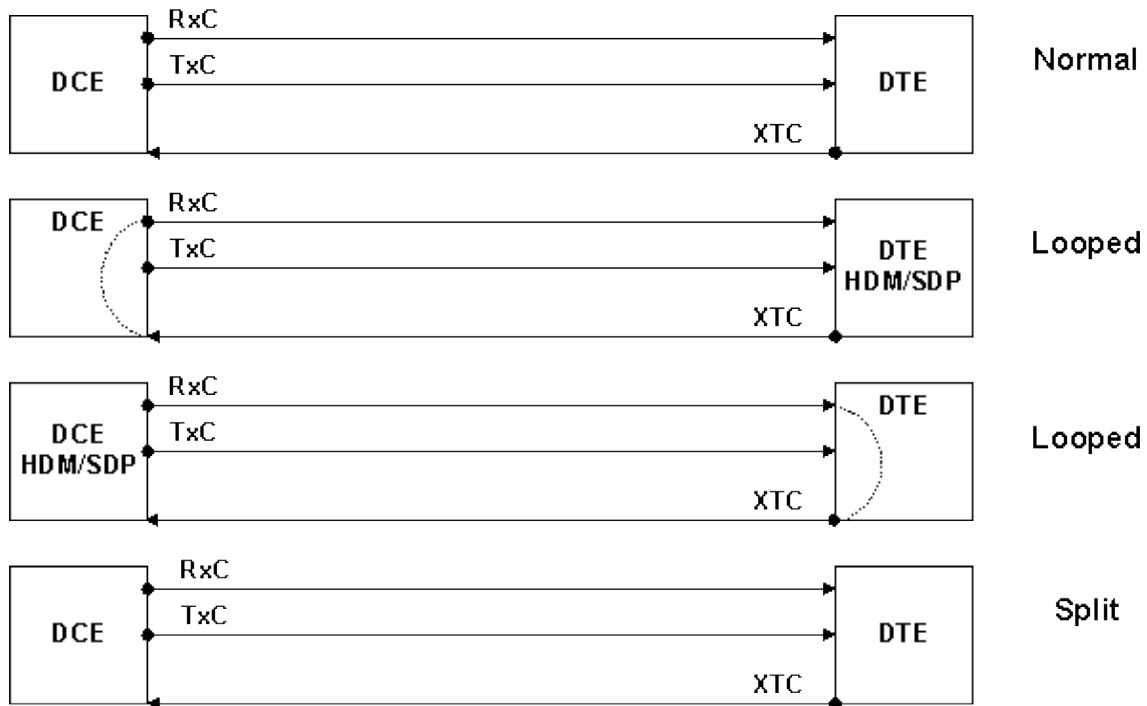 RxC
DCE
TxC
DTE
Normal
XTC
RxC
DCE
TxC
DTE
HDM/SDP
Looped
XTC
RxC
DTE
DCE
HDM/SDP
TxC
Looped
XTC
RxC
DCE
TxC
DTE
Split
XTC